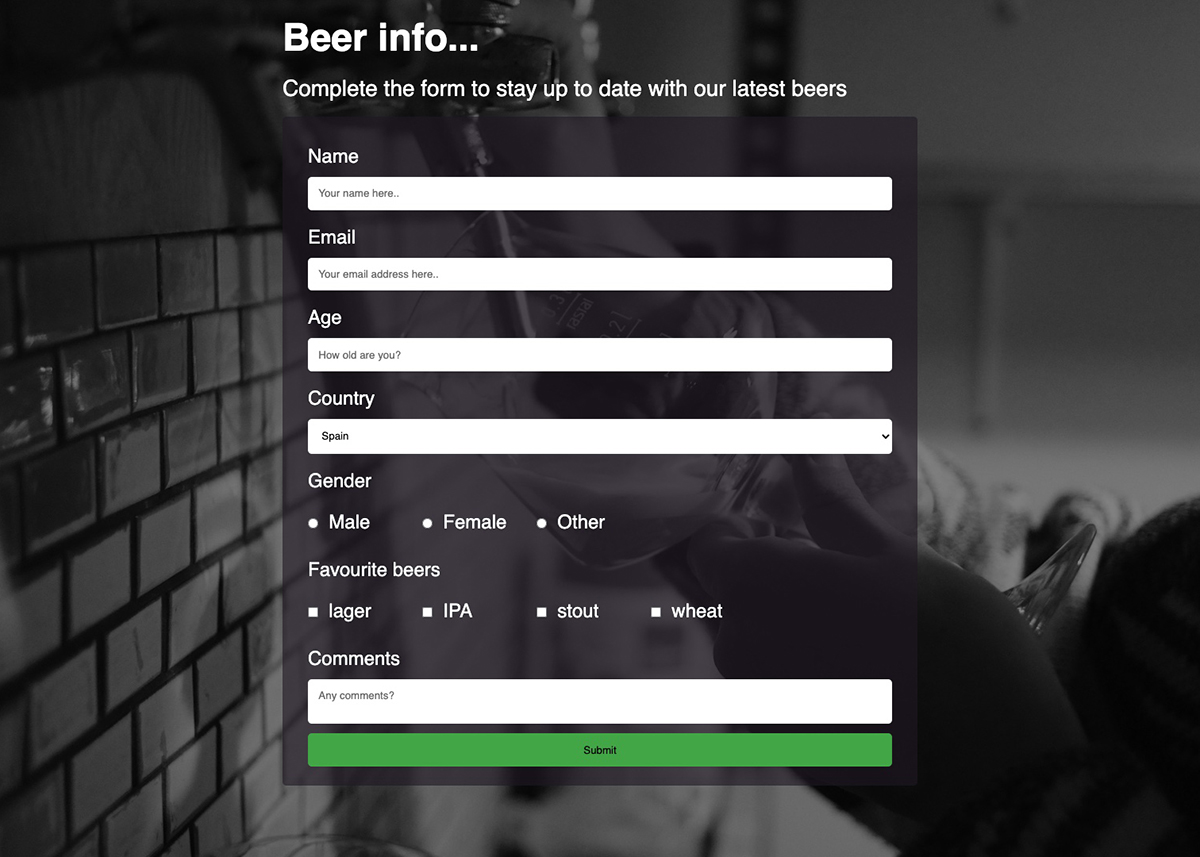 Beer info...
Complete the form to stay up to date with our latest beers
Name
Your name here..
Email
Your email address here..
Age
How old are you?
Country
Spain
Gender
Male Female Other
Favourite beers
lager IPA stout wheat
Comments
Any comments?
Submit